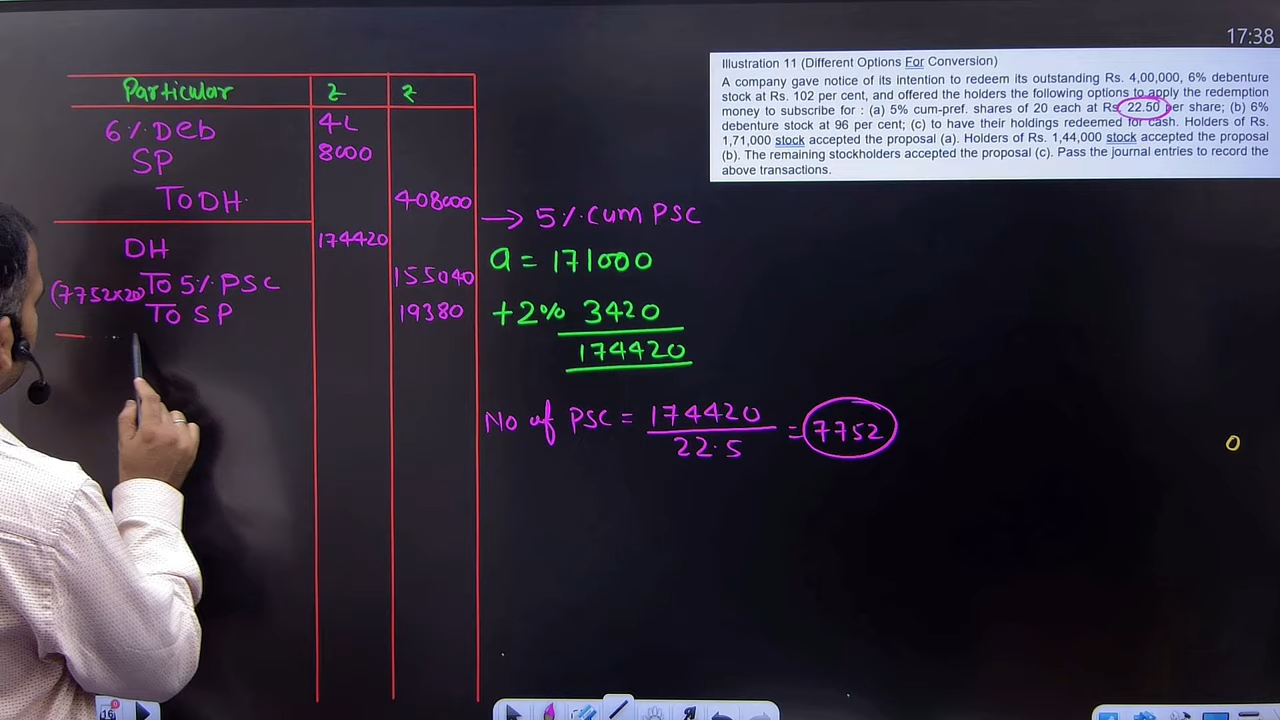 17:38
Illustration 11 (Different Options For Conversion)
A company gave notice of its intention to redeem its outstanding Rs. 4,00,000, 6% debenture
stock at Rs. 102 per cent, and offered the holders the following options to apply the redemption
money to subscribe for : (a) 5% cum-pref. shares of 20 each at Rs 22.50 per share; (b) 6%
debenture stock at 96 per cent; (c) to have their holdings redeemed for cash. Holders of Rs.
1,71,000 stock accepted the proposal (a). Holders of Rs. 1,44,000 stock accepted the proposal
(b). The remaining stockholders accepted the proposal (c). Pass the journal entries to record the
above transactions.
Particular ₹ ₹
6% Deb 4L
SP 8000
To DH 408000
DH 174420
(7752×20) To 5% PSC 155040
To SP 19380
→ 5% Cum PSC
a = 171000
+2% 3420
174420
No of PSC = 174420 / 22.5 = 7752
0
16